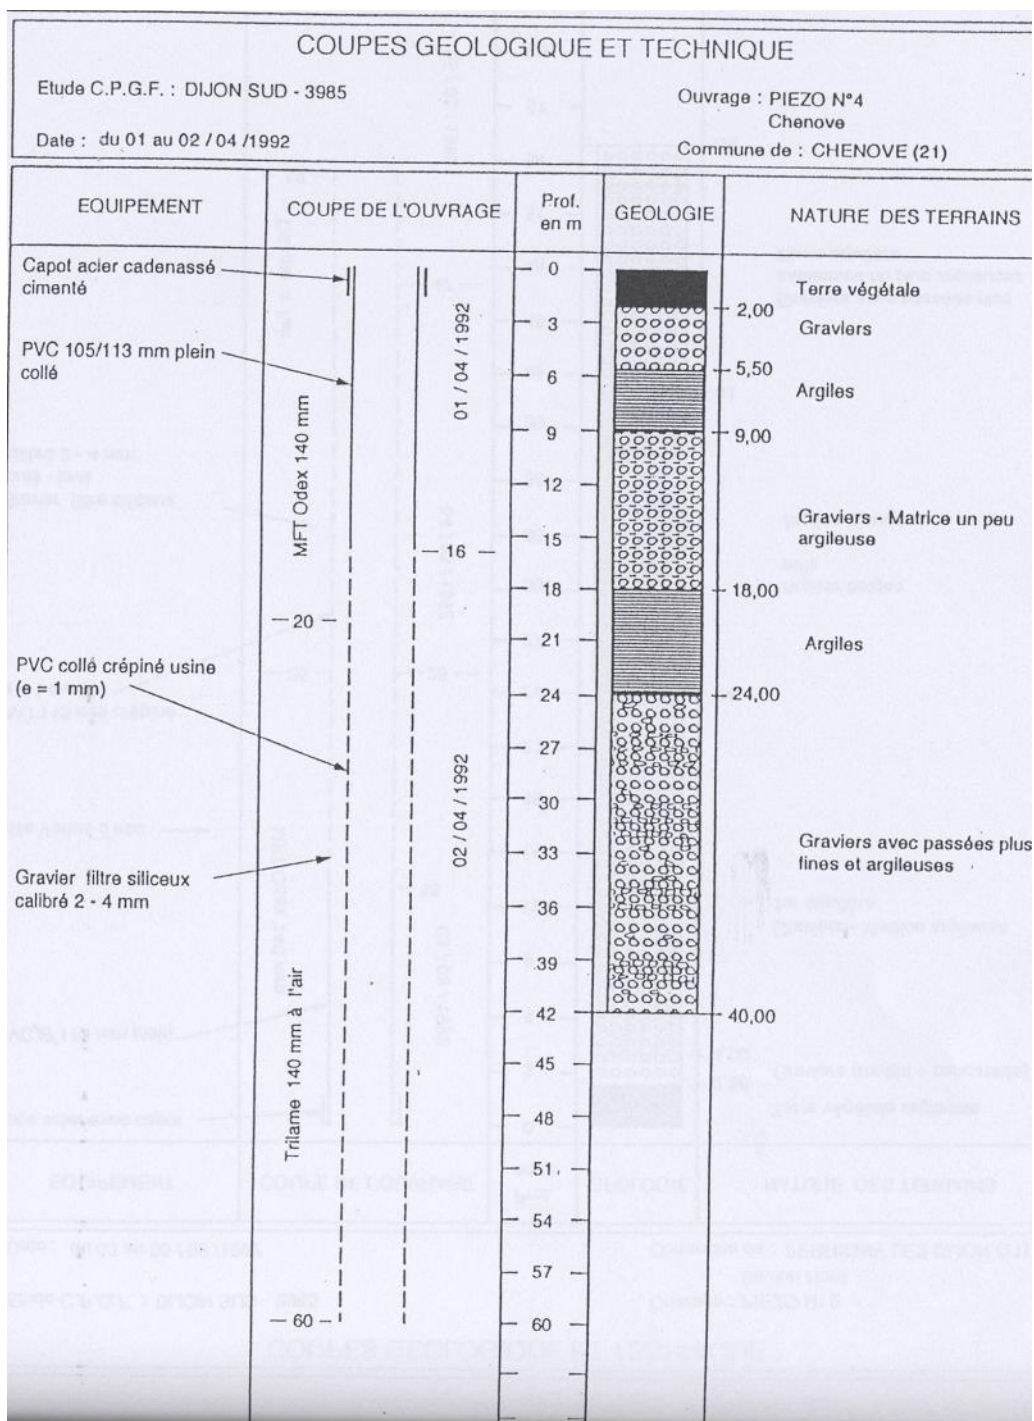 COUPES GEOLOGIQUE ET TECHNIQUE
Etude C.P.G.F. : DIJON SUD - 3985
Ouvrage : PIEZO N°4
Chenove
Date : du 01 au 02 / 04 /1992
Commune de : CHENOVE (21)
EQUIPEMENT
COUPE DE L'OUVRAGE
Prof.
en m
GEOLOGIE
NATURE DES TERRAINS
Capot acier cadenassé
cimenté
PVC 105/113 mm plein
collé
PVC collé crépiné usine
(e = 1 mm)
Gravier filtre siliceux
calibré 2 - 4 mm
MFT Odex 140 mm
Trilame 140 mm à l'air
01 / 04 / 1992
02 / 04 / 1992
16
20
60
0
3
6
9
12
15
18
21
24
27
30
33
36
39
42
45
48
51
54
57
60
2,00
5,50
9,00
18,00
24,00
40,00
Terre végétale
Graviers
Argiles
Graviers - Matrice un peu
argileuse
Argiles
Graviers avec passées plus
fines et argileuses